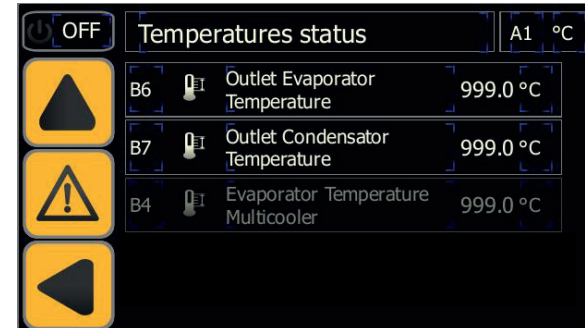 OFF
Temperatures status
A1 °C
B6
Outlet Evaporator
Temperature
999.0 °C
B7
Outlet Condensator
Temperature
999.0 °C
B4
Evaporator Temperature
Multicooler
999.0 °C